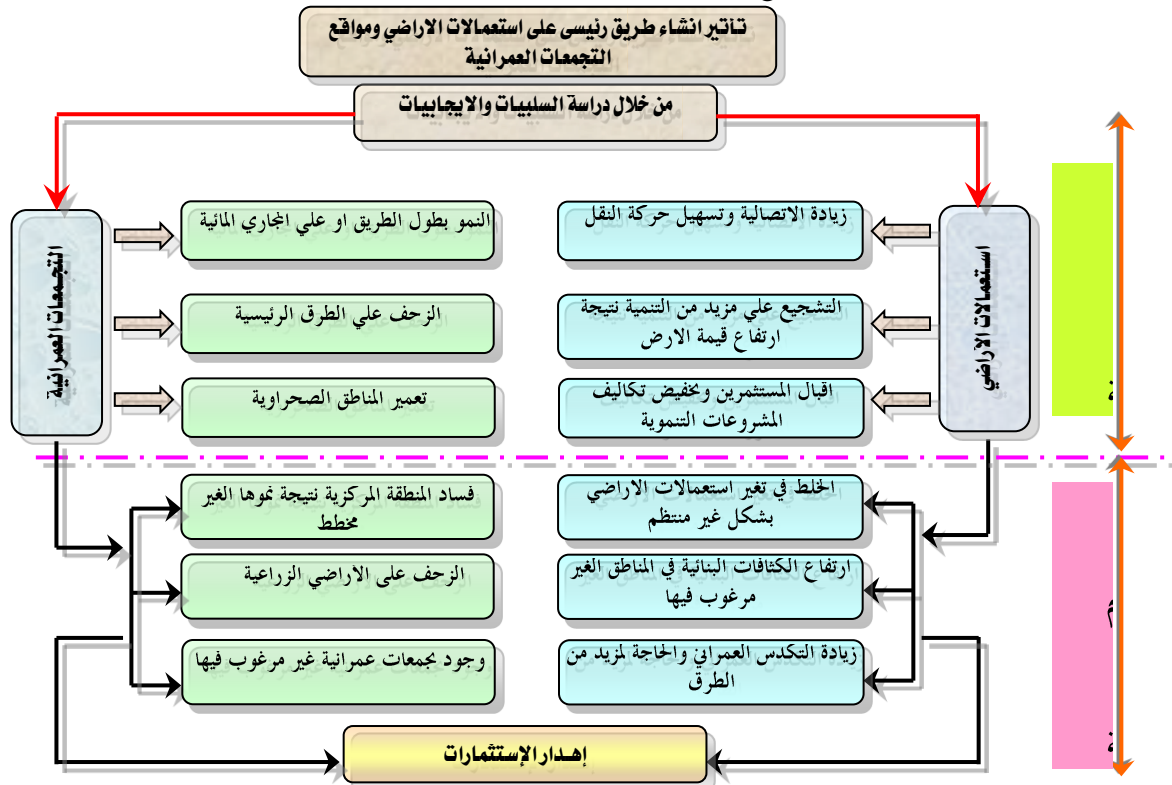 تأثير انشاء طريق رئيسى على استعمالات الاراضي ومواقع
التجمعات العمرانية
من خلال دراسة السلبيات والايجابيات
استعمالات الأراضي
زيادة الاتصالية وتسهيل حركة النقل
التشجيع علي مزيد من التنمية نتيجة
ارتفاع قيمة الارض
اقبال المستثمرين وتخفيض تكاليف
المشروعات التنموية
التجمعات العمرانية
النمو بطول الطريق او علي المجاري المائية
الزحف علي الطرق الرئيسية
تعمير المناطق الصحراوية
الخلط في تغير استعمالات الاراضي
بشكل غير منتظم
ارتفاع الكثافات البنائية في المناطق الغير
مرغوب فيها
زيادة التكدس العمراني والحاجة لمزيد من
الطرق
فساد المنطقة المركزية نتيجة نموها الغير
مخطط
الزحف على الاراضي الزراعية
وجود تجمعات عمرانية غير مرغوب فيها
إهدار الإستثمارات